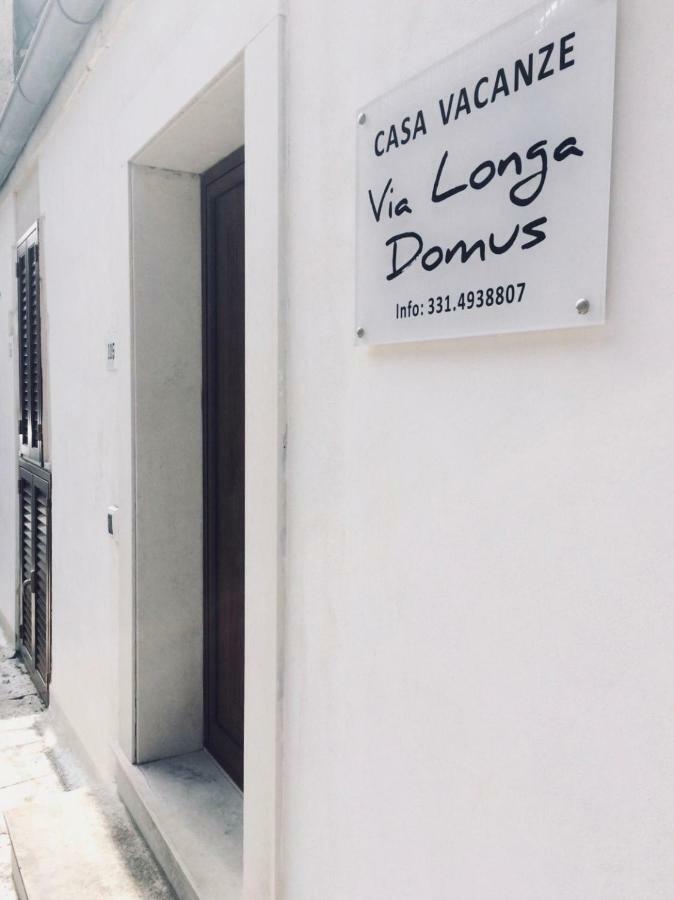 CASA VACANZE
Via Longa
Domus
Info: 331.4938807